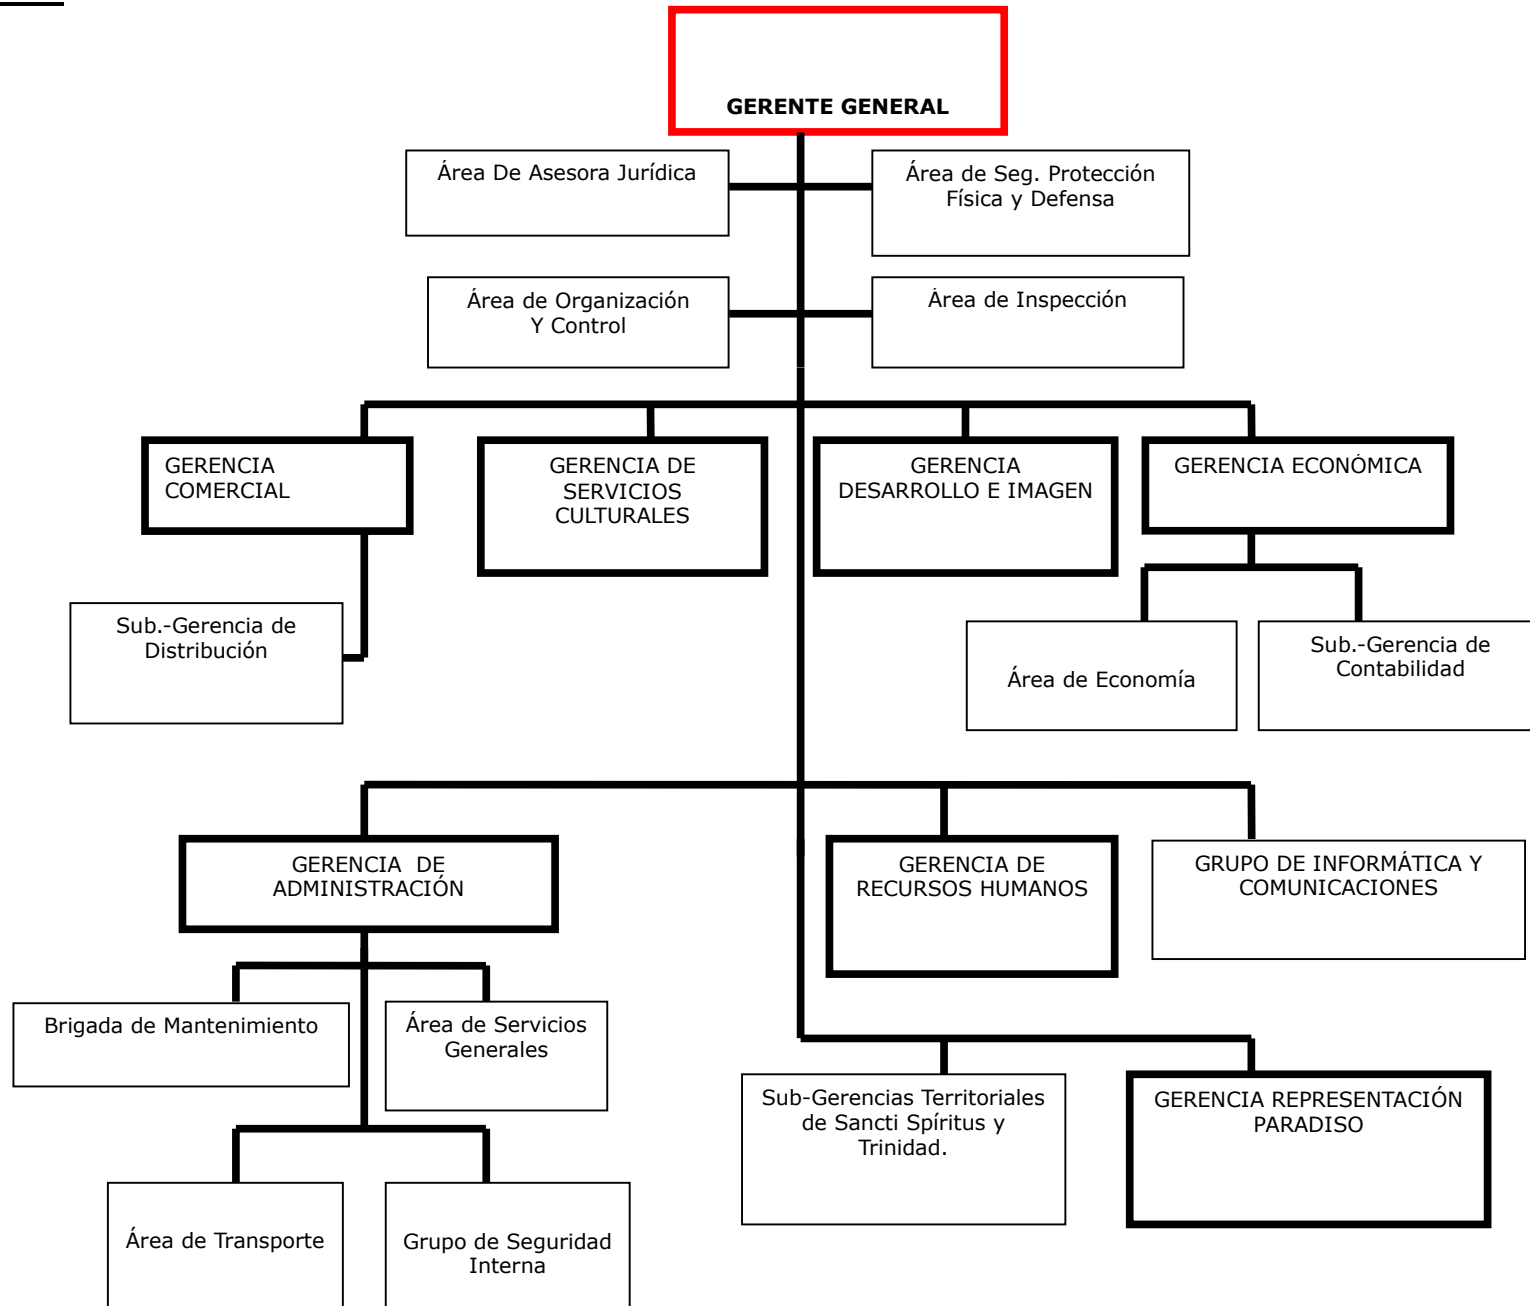 GERENTE GENERAL
Área De Asesora Jurídica
Área de Seg. Protección
Física y Defensa
Área de Organización
Y Control
Área de Inspección
GERENCIA
COMERCIAL
GERENCIA DE
SERVICIOS
CULTURALES
GERENCIA
DESARROLLO E IMAGEN
GERENCIA ECONÓMICA
Sub.-Gerencia de
Distribución
Área de Economía
Sub.-Gerencia de
Contabilidad
GERENCIA  DE
ADMINISTRACIÓN
GERENCIA DE
RECURSOS HUMANOS
GRUPO DE INFORMÁTICA Y
COMUNICACIONES
Brigada de Mantenimiento
Área de Servicios
Generales
Sub-Gerencias Territoriales
de Sancti Spíritus y
Trinidad.
GERENCIA REPRESENTACIÓN
PARADISO
Área de Transporte
Grupo de Seguridad
Interna